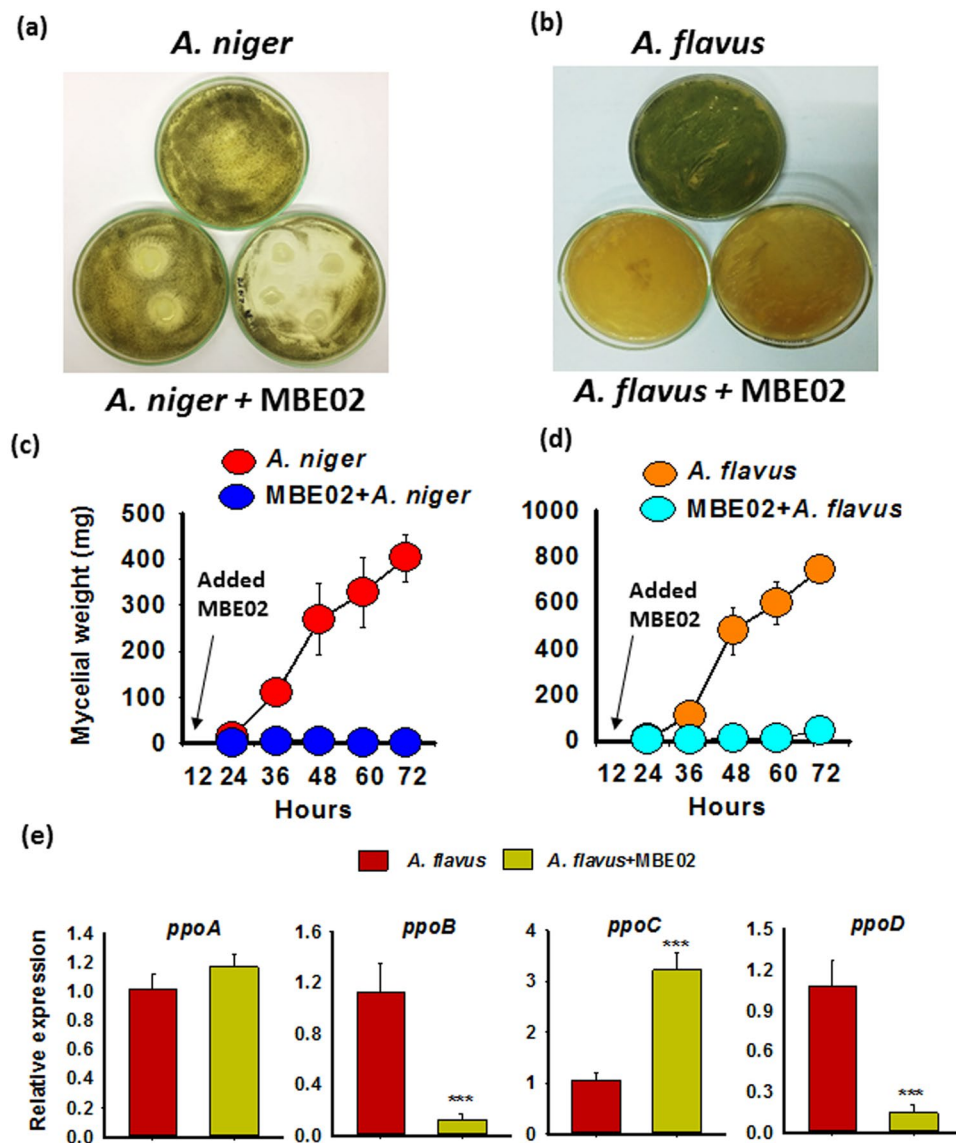 (a)
A. niger
A. niger + MBE02
(b)
A. flavus
A. flavus + MBE02
(c)
A. niger
MBE02+A. niger
Mycelial weight (mg)
500
400
300
200
100
0
Added
MBE02
12 24 36 48 60 72
Hours
(d)
A. flavus
MBE02+A. flavus
1000
800
600
400
200
0
Added
MBE02
12 24 36 48 60 72
Hours
(e)
A. flavus
A. flavus+MBE02
Relative expression
ppoA
1.4
1.2
1.0
0.8
0.6
0.4
0.2
0.0
ppoB
1.6
1.2
0.8
0.4
0.0
***
ppoC
4
3
2
1
0
***
ppoD
1.5
1.2
0.9
0.6
0.3
0.0
***